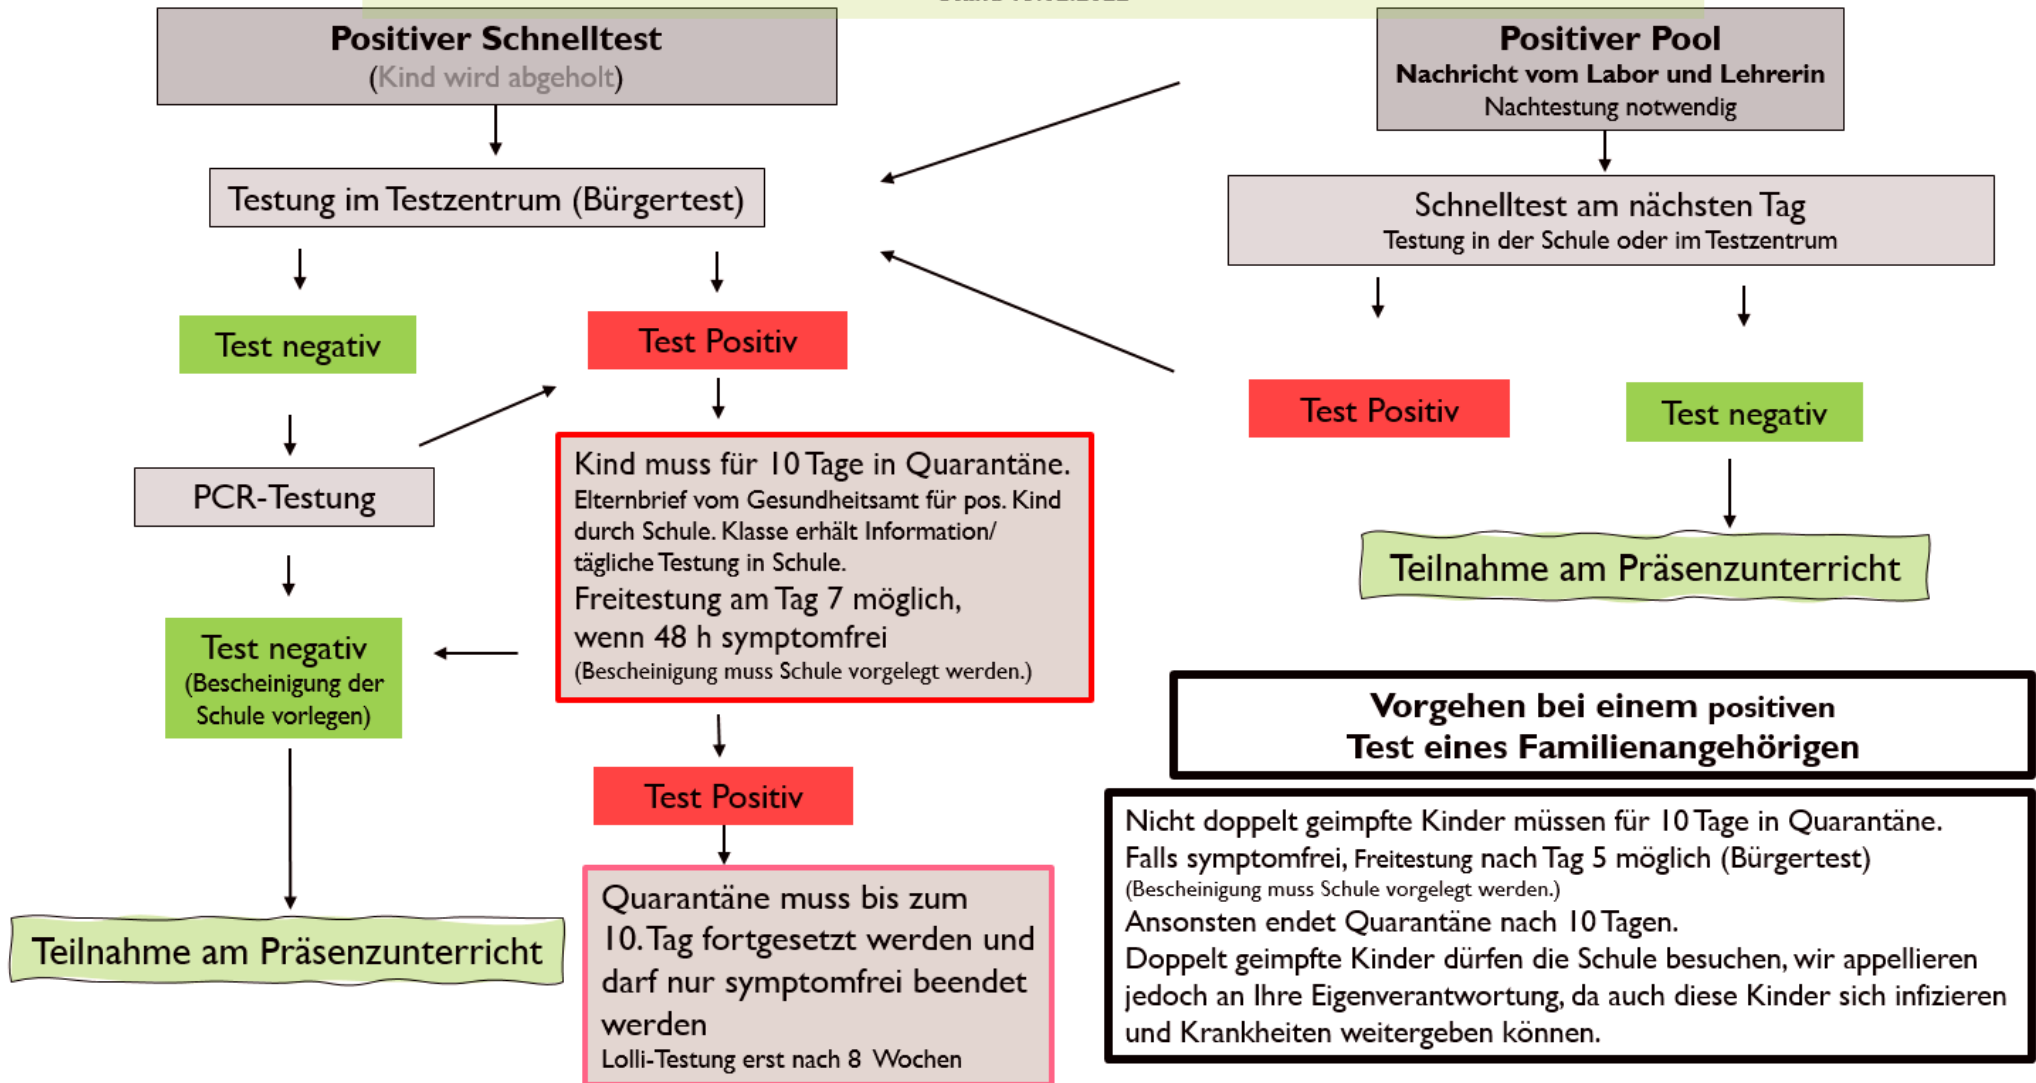 Positiver Schnelltest
(Kind wird abgeholt)
Testung im Testzentrum (Bürgertest)
Test negativ
Test Positiv
PCR-Testung
Kind muss für 10 Tage in Quarantäne.
Elternbrief vom Gesundheitsamt für pos. Kind
durch Schule. Klasse erhält Information/
tägliche Testung in Schule.
Freitestung am Tag 7 möglich,
wenn 48 h symptomfrei
(Bescheinigung muss Schule vorgelegt werden.)
Test negativ
(Bescheinigung der
Schule vorlegen)
Test Positiv
Teilnahme am Präsenzunterricht
Quarantäne muss bis zum
10. Tag fortgesetzt werden und
darf nur symptomfrei beendet
werden
Lolli-Testung erst nach 8 Wochen
Positiver Pool
Nachricht vom Labor und Lehrerin
Nachtestung notwendig
Schnelltest am nächsten Tag
Testung in der Schule oder im Testzentrum
Test Positiv
Test negativ
Teilnahme am Präsenzunterricht
Vorgehen bei einem positiven
Test eines Familienangehörigen
Nicht doppelt geimpfte Kinder müssen für 10 Tage in Quarantäne.
Falls symptomfrei, Freitestung nach Tag 5 möglich (Bürgertest)
(Bescheinigung muss Schule vorgelegt werden.)
Ansonsten endet Quarantäne nach 10 Tagen.
Doppelt geimpfte Kinder dürfen die Schule besuchen, wir appellieren
jedoch an Ihre Eigenverantwortung, da auch diese Kinder sich infizieren
und Krankheiten weitergeben können.